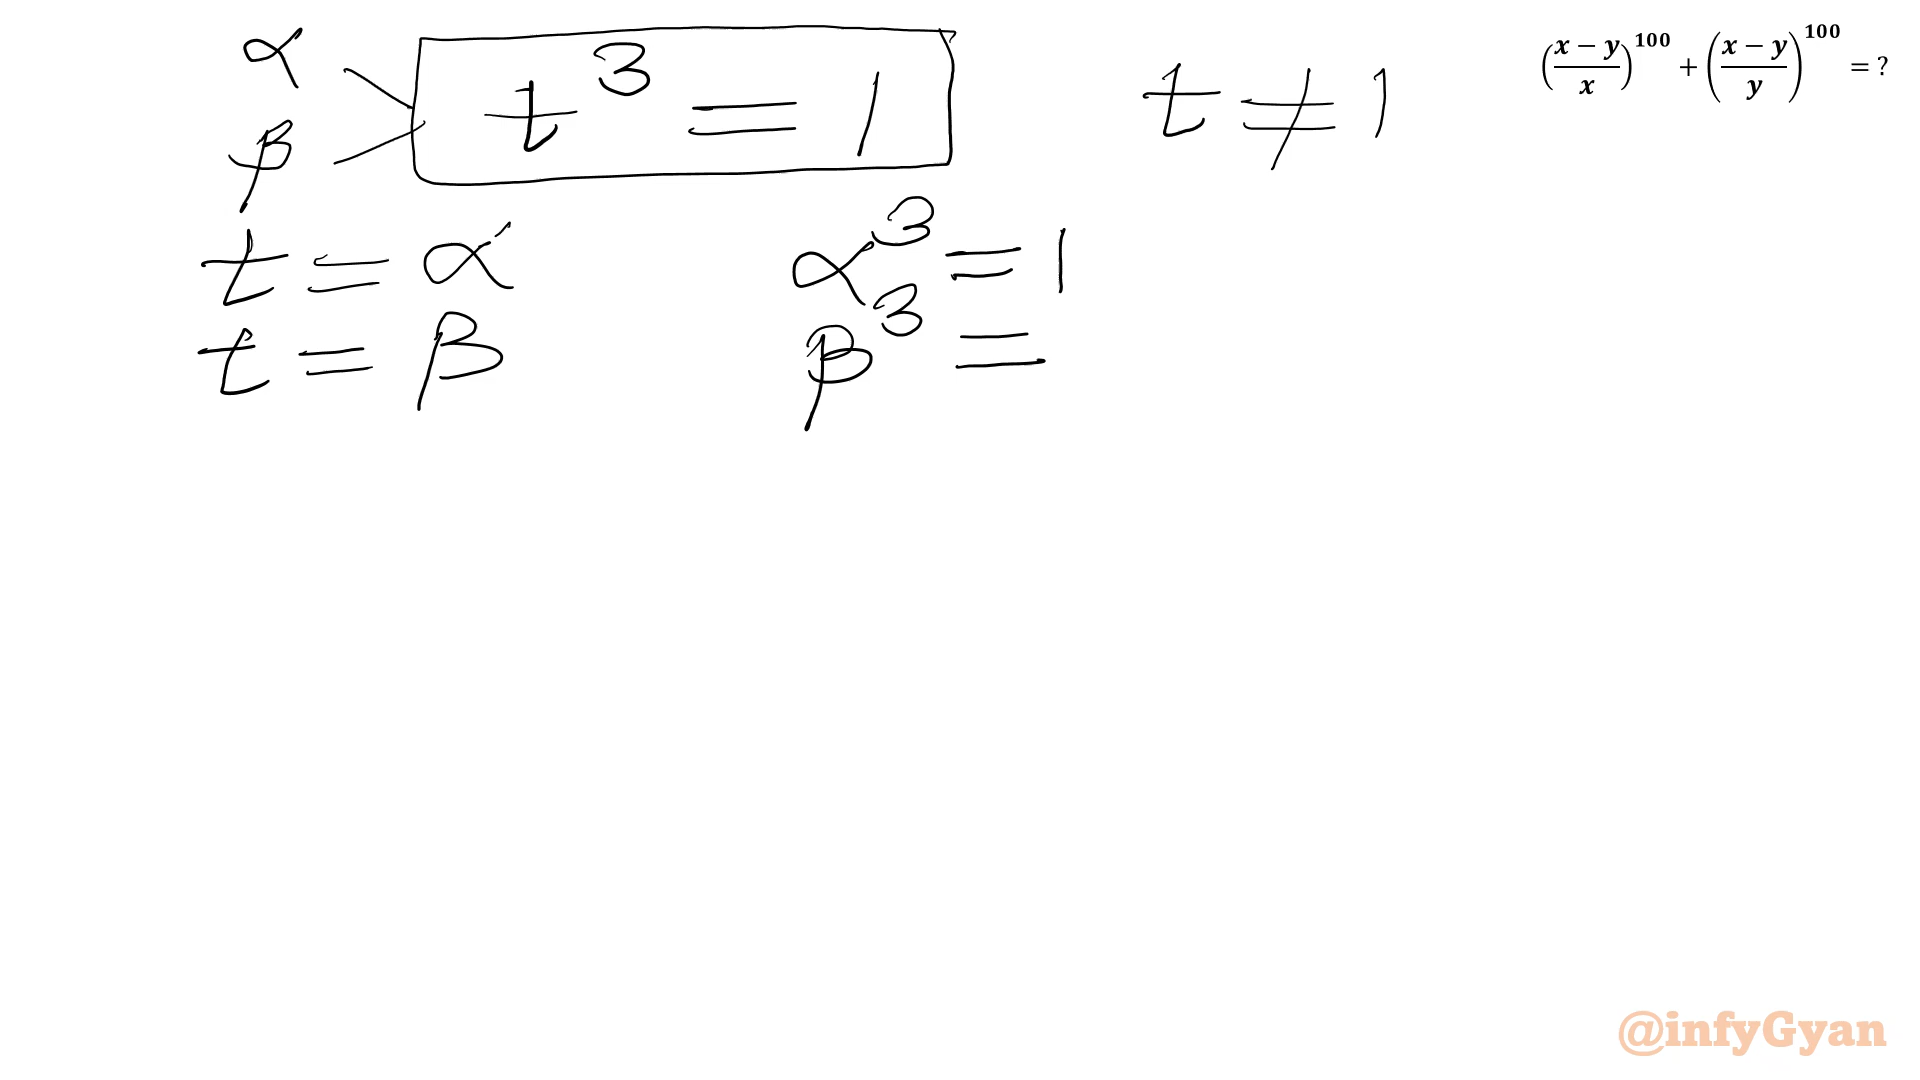 α t³ = 1 t ≠ 1 ((x − y)/x)¹⁰⁰ + ((x − y)/y)¹⁰⁰ = ?
β
t = α α³ = 1
t = β β³ =
@infyGyan